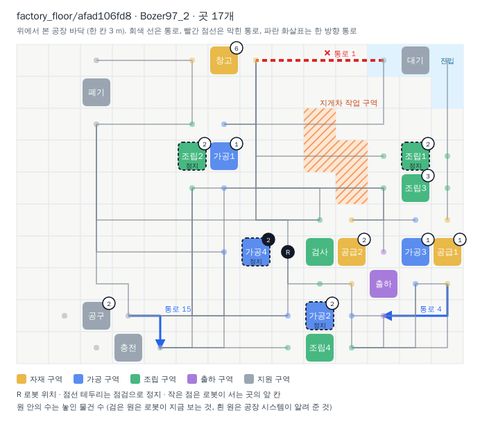 factory_floor/afad106fd8 · Bozer97_2 · 곳 17개
위에서 본 공장 바닥 (한 칸 3 m). 회색 선은 통로, 빨간 점선은 막힌 통로, 파란 화살표는 한 방향 통로
창고 6
✕ 통로 1
대기
진입
폐기
지게차 작업 구역
조립2 2
정지
가공1 1
조립1 2
정지
조립3 3
가공4 2
정지
R
검사
공급2 2
가공3 1
공급1 1
출하
공구 2
통로 15
가공2 2
정지
통로 4
충전
조립4
자재 구역
가공 구역
조립 구역
출하 구역
지원 구역
R 로봇 위치 · 점선 테두리는 점검으로 정지 · 작은 점은 로봇이 서는 곳의 앞 칸
원 안의 수는 놓인 물건 수 (검은 원은 로봇이 지금 보는 것, 흰 원은 공장 시스템이 알려 준 것)